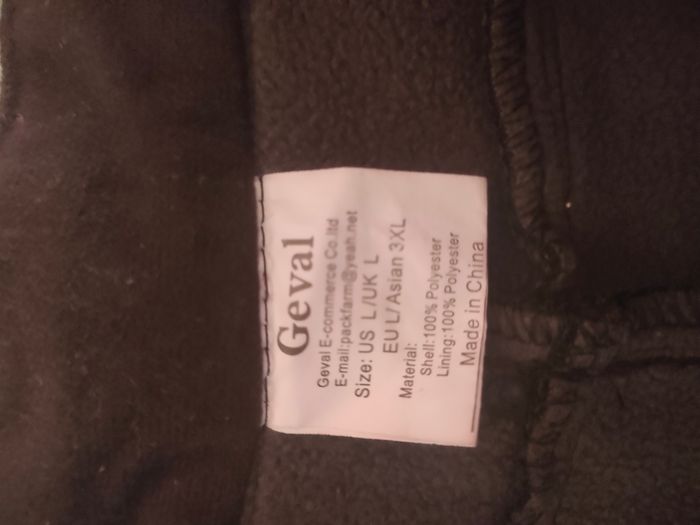 Geval
Geval E-commerce Co.ltd
E-mail:packfarm@yeah.net
Size: US L/UK L
EU L/Asian 3XL
Material:
Shell:100% Polyester
Lining:100% Polyester
Made in China